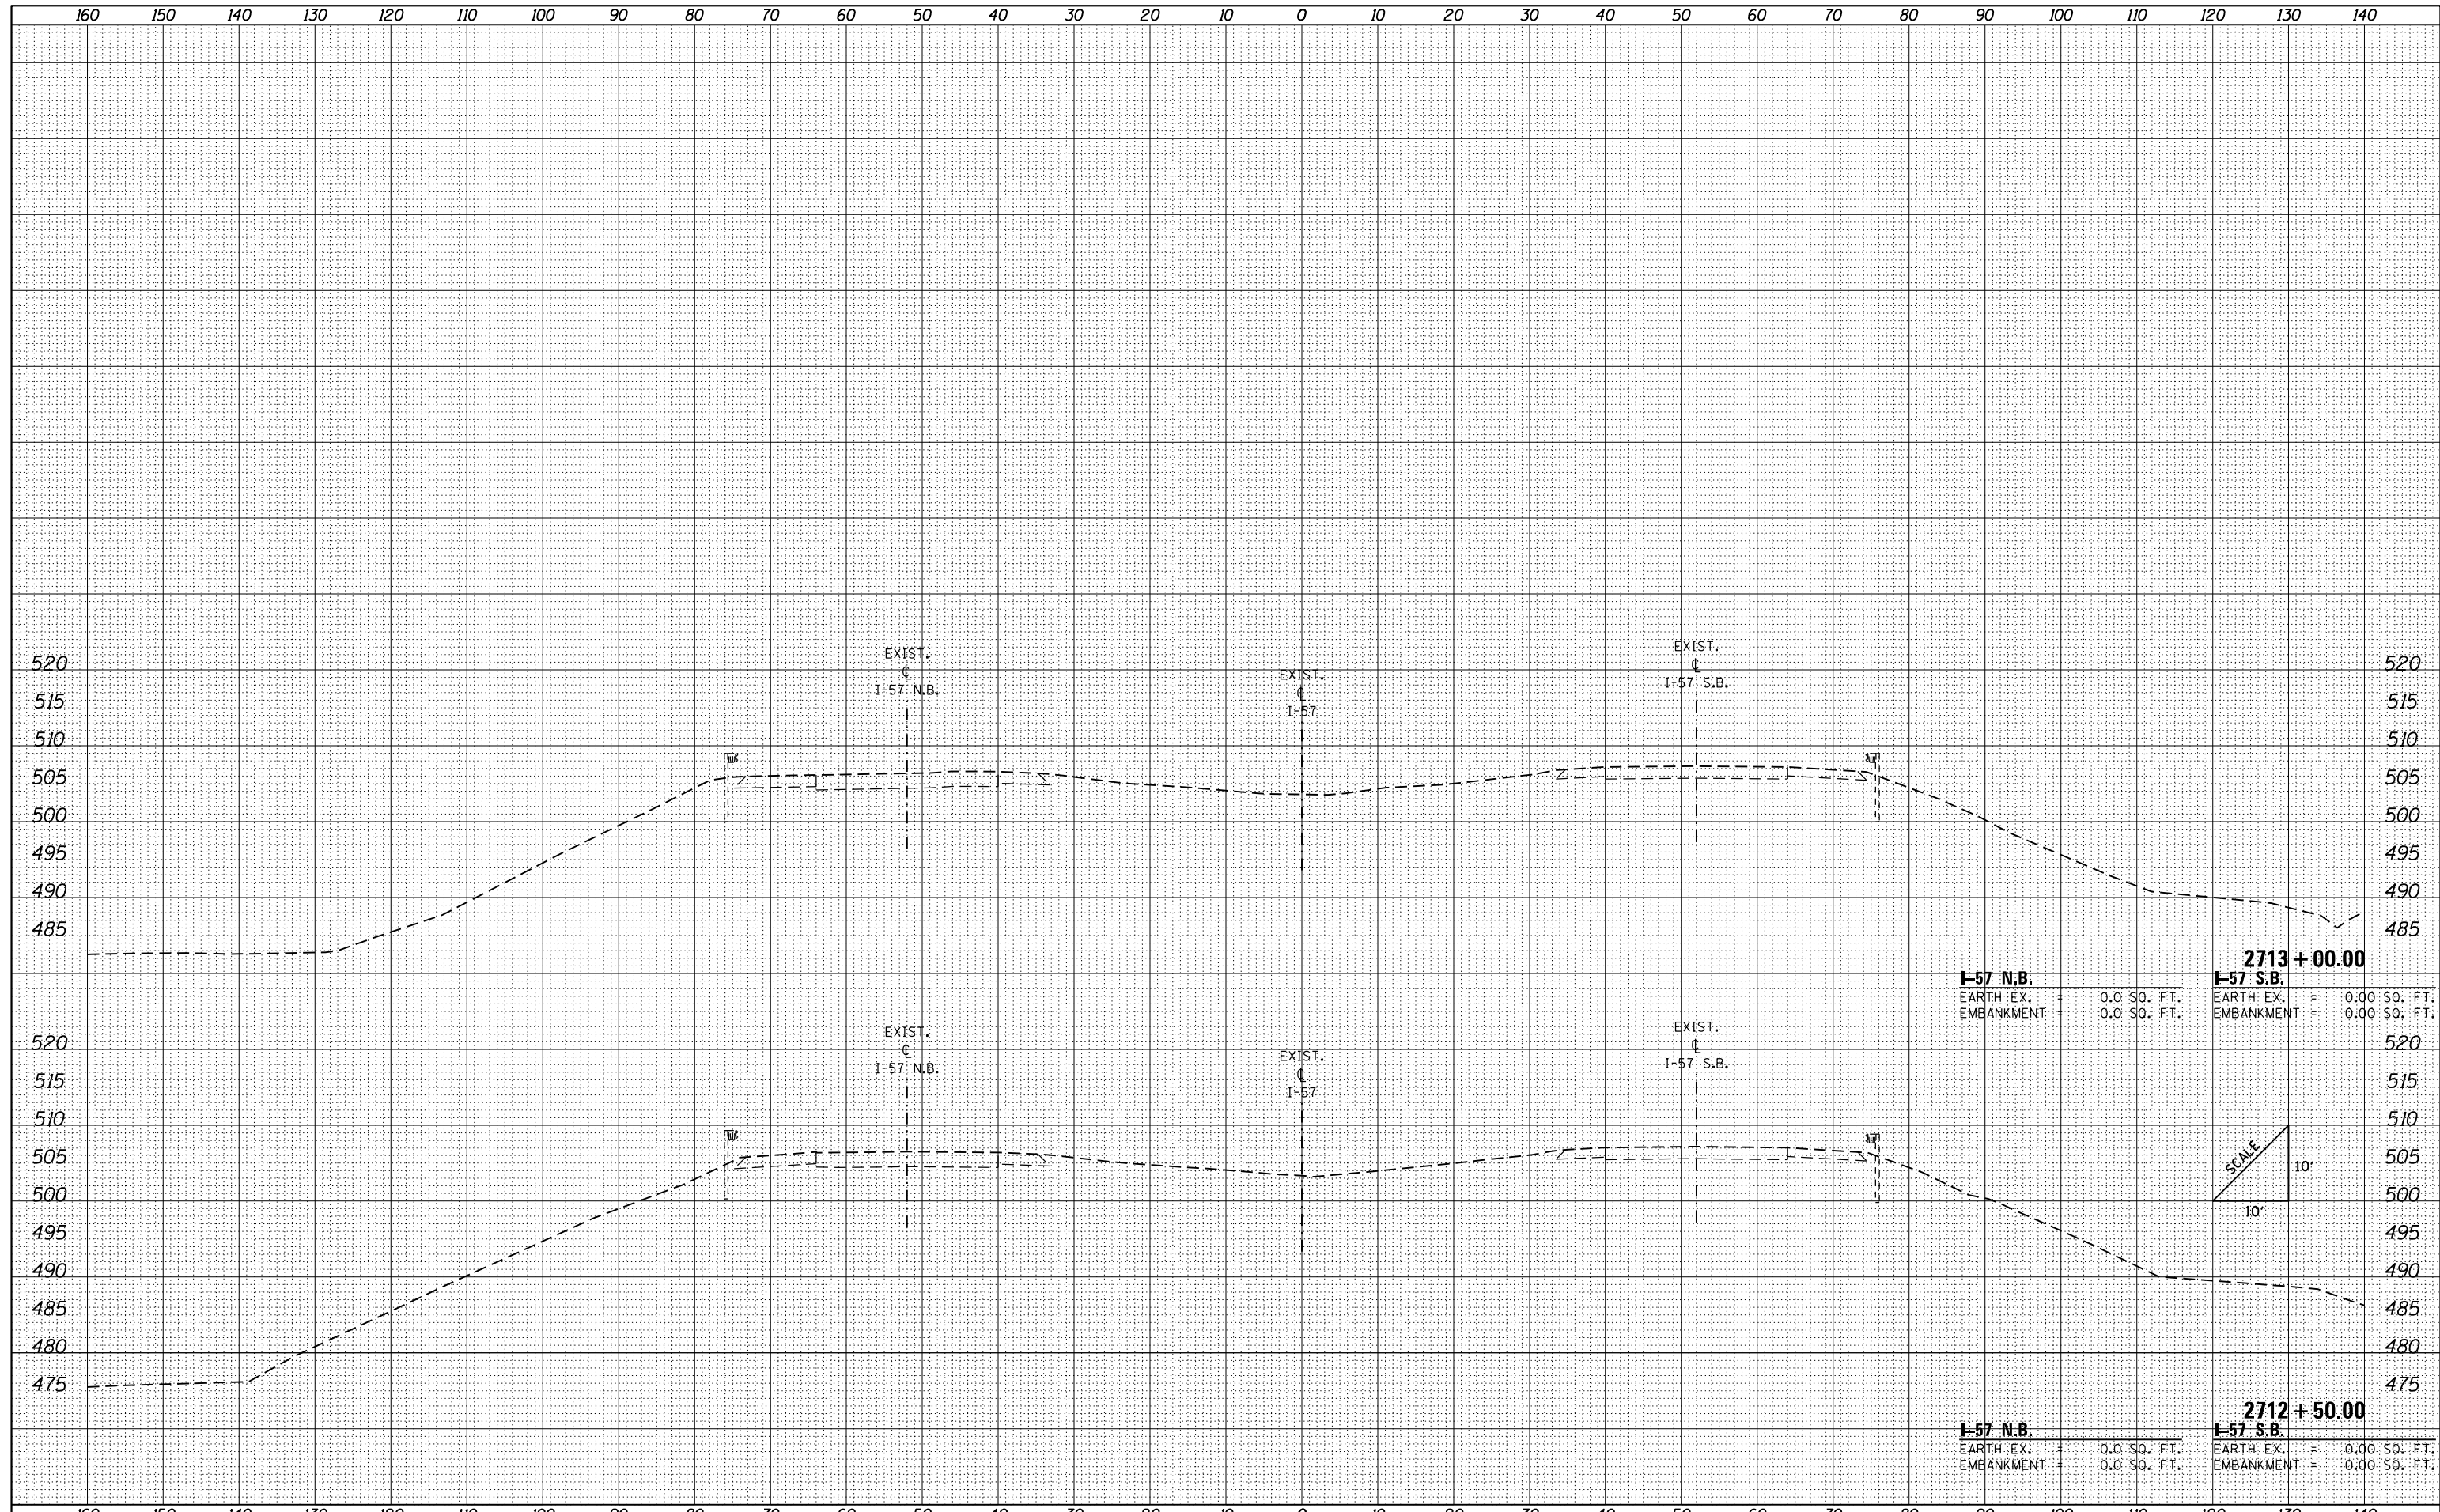 160 150 140 130 120 110 100 90 80 70 60 50 40 30 20 10 0 10 20 30 40 50 60 70 80 90 100 110 120 130 140
EXIST.
℄
I-57 N.B.
EXIST.
℄
I-57
EXIST.
℄
I-57 S.B.
520 520
515 515
510 510
505 505
500 500
495 495
490 490
485 485
2713+00.00
I-57 N.B. I-57 S.B.
EARTH EX. = 0.0 SQ. FT. EARTH EX. = 0.00 SQ. FT.
EMBANKMENT = 0.0 SQ. FT. EMBANKMENT = 0.00 SQ. FT.
EXIST.
℄
I-57 N.B.
EXIST.
℄
I-57
EXIST.
℄
I-57 S.B.
520 520
515 515
510 510
505 505
500 500
495 495
490 490
485 485
480 480
475 475
SCALE
10'
10'
2712+50.00
I-57 N.B. I-57 S.B.
EARTH EX. = 0.0 SQ. FT. EARTH EX. = 0.00 SQ. FT.
EMBANKMENT = 0.0 SQ. FT. EMBANKMENT = 0.00 SQ. FT.